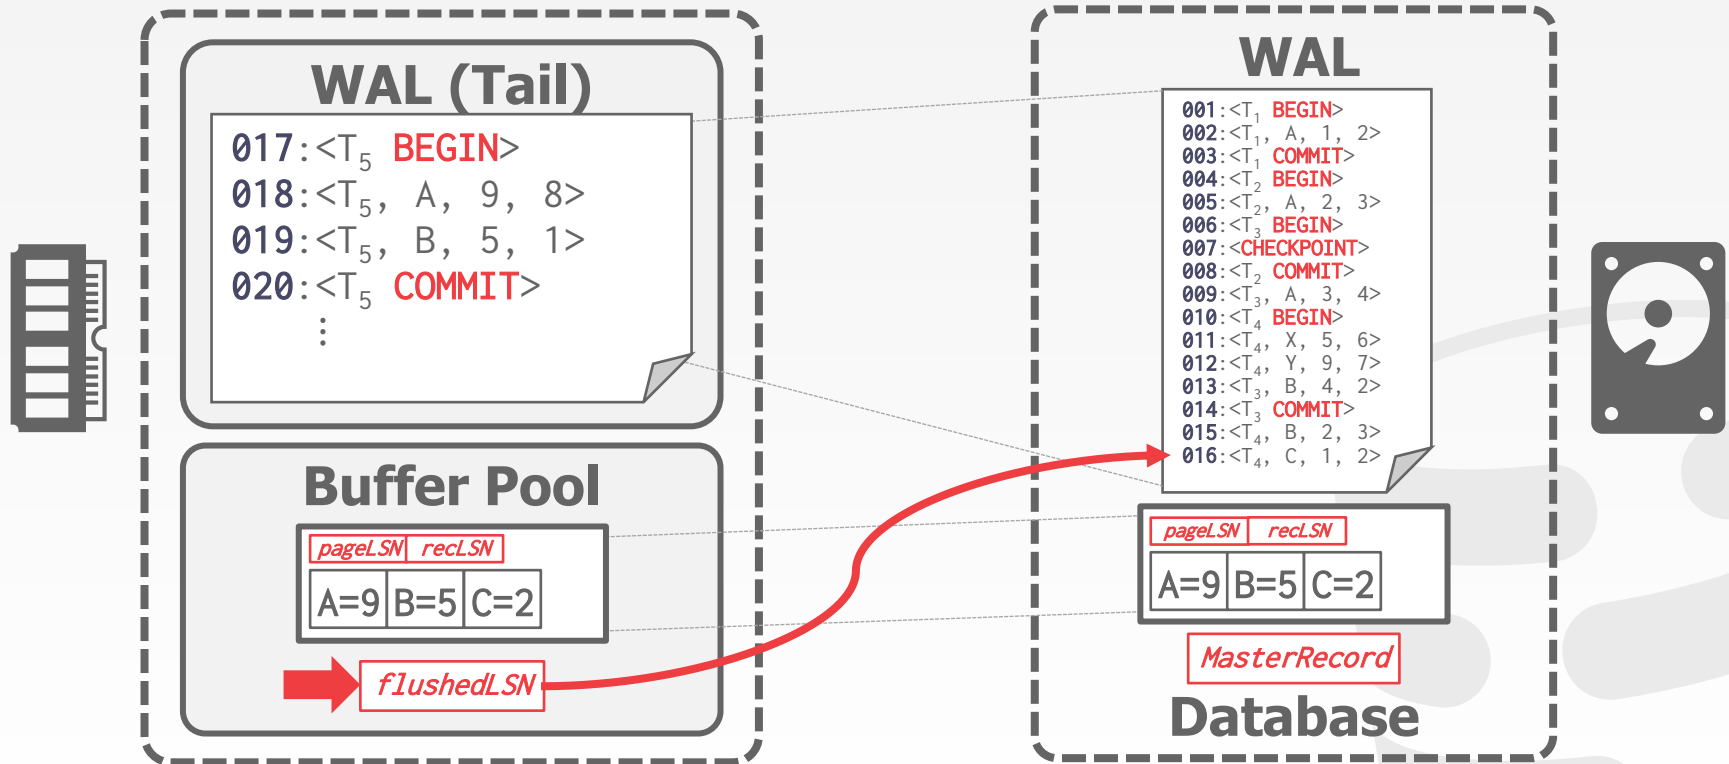 WAL (Tail)
017:<T5 BEGIN>
018:<T5, A, 9, 8>
019:<T5, B, 5, 1>
020:<T5 COMMIT>
⋮
Buffer Pool
pageLSN recLSN
A=9 B=5 C=2
flushedLSN
WAL
001:<T1 BEGIN>
002:<T1, A, 1, 2>
003:<T1 COMMIT>
004:<T2 BEGIN>
005:<T2, A, 2, 3>
006:<T3 BEGIN>
007:<CHECKPOINT>
008:<T2 COMMIT>
009:<T3, A, 3, 4>
010:<T4 BEGIN>
011:<T4, X, 5, 6>
012:<T4, Y, 9, 7>
013:<T3, B, 4, 2>
014:<T3 COMMIT>
015:<T4, B, 2, 3>
016:<T4, C, 1, 2>
pageLSN recLSN
A=9 B=5 C=2
MasterRecord
Database